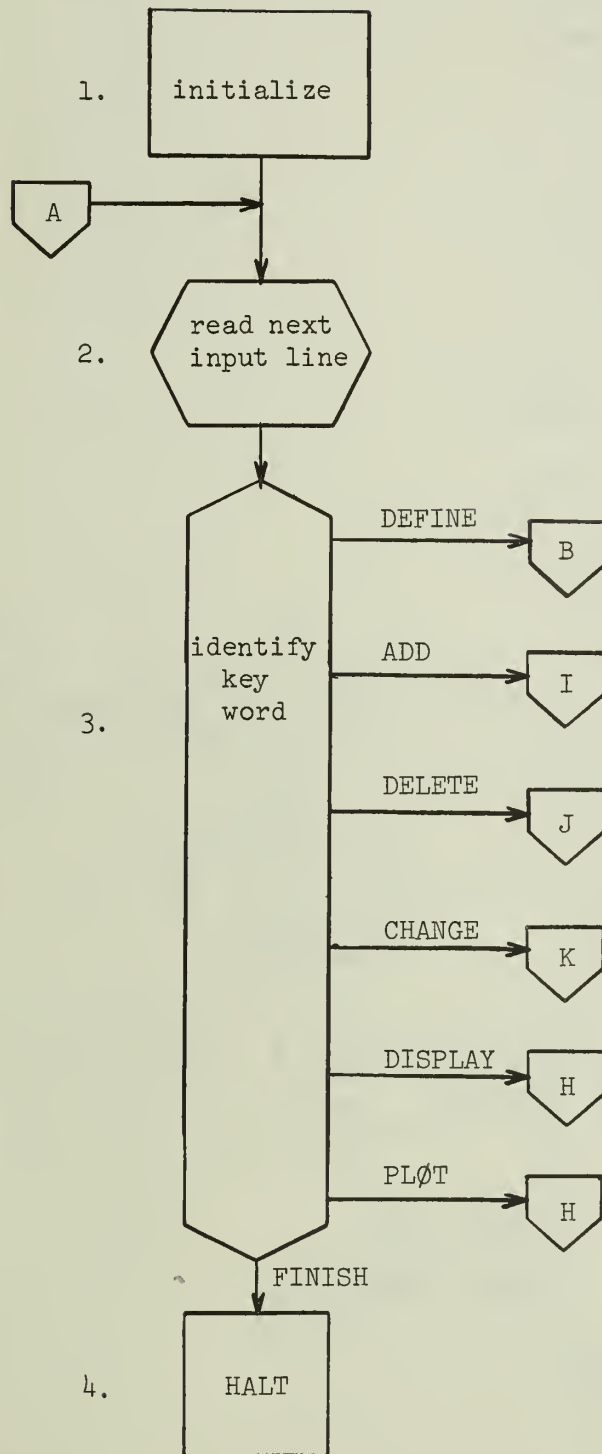 1. initialize
A
2. read next
input line
DEFINE
B
3. identify
key
word
ADD
I
DELETE
J
CHANGE
K
DISPLAY
H
PLØT
H
FINISH
4. HALT